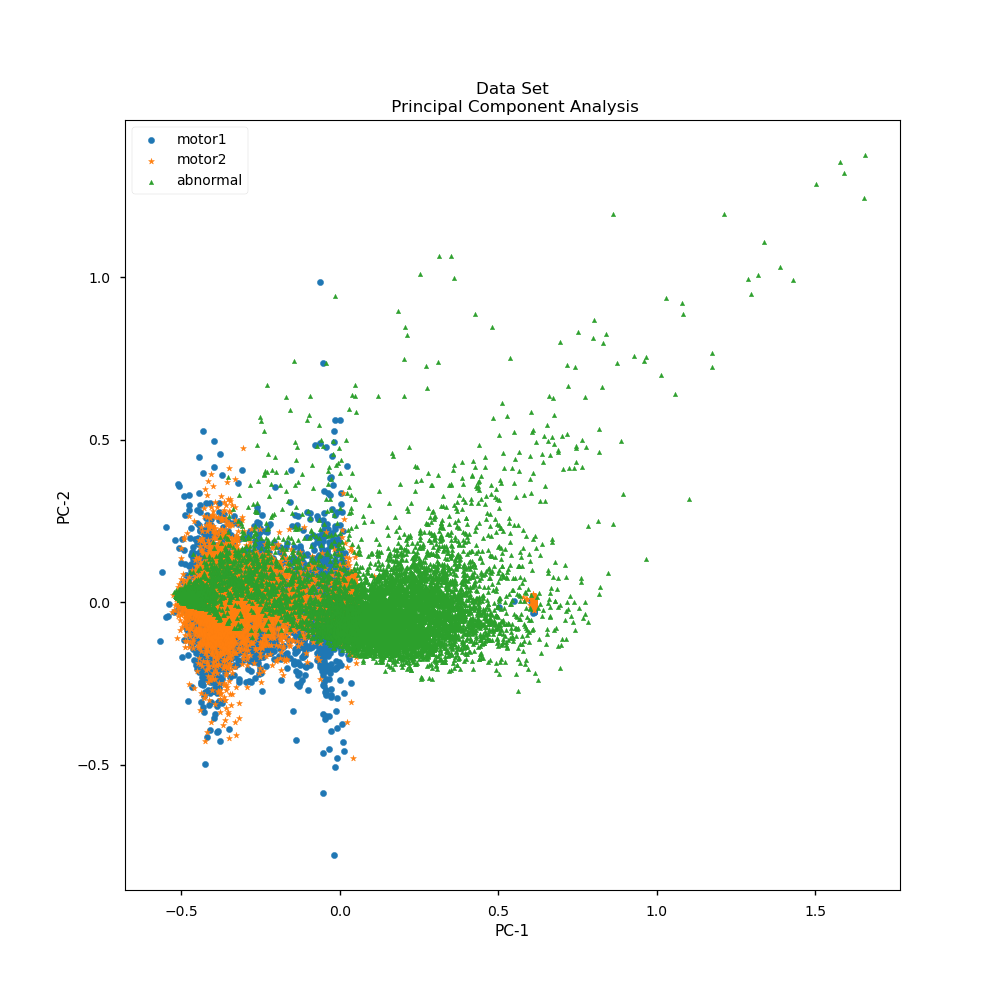 Data Set
Principal Component Analysis
motor1
motor2
abnormal
1.0
0.5
0.0
−0.5
PC-2
−0.5
0.0
0.5
1.0
1.5
PC-1